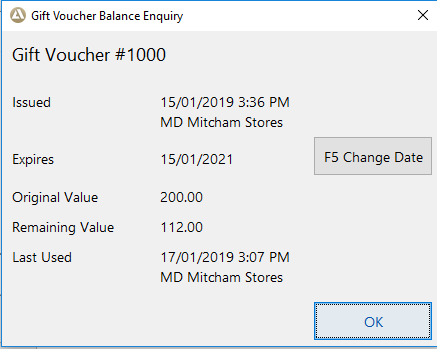 Gift Voucher Balance Enquiry
Gift Voucher #1000
Issued 15/01/2019 3:36 PM
MD Mitcham Stores
Expires 15/01/2021 F5 Change Date
Original Value 200.00
Remaining Value 112.00
Last Used 17/01/2019 3:07 PM
MD Mitcham Stores
OK